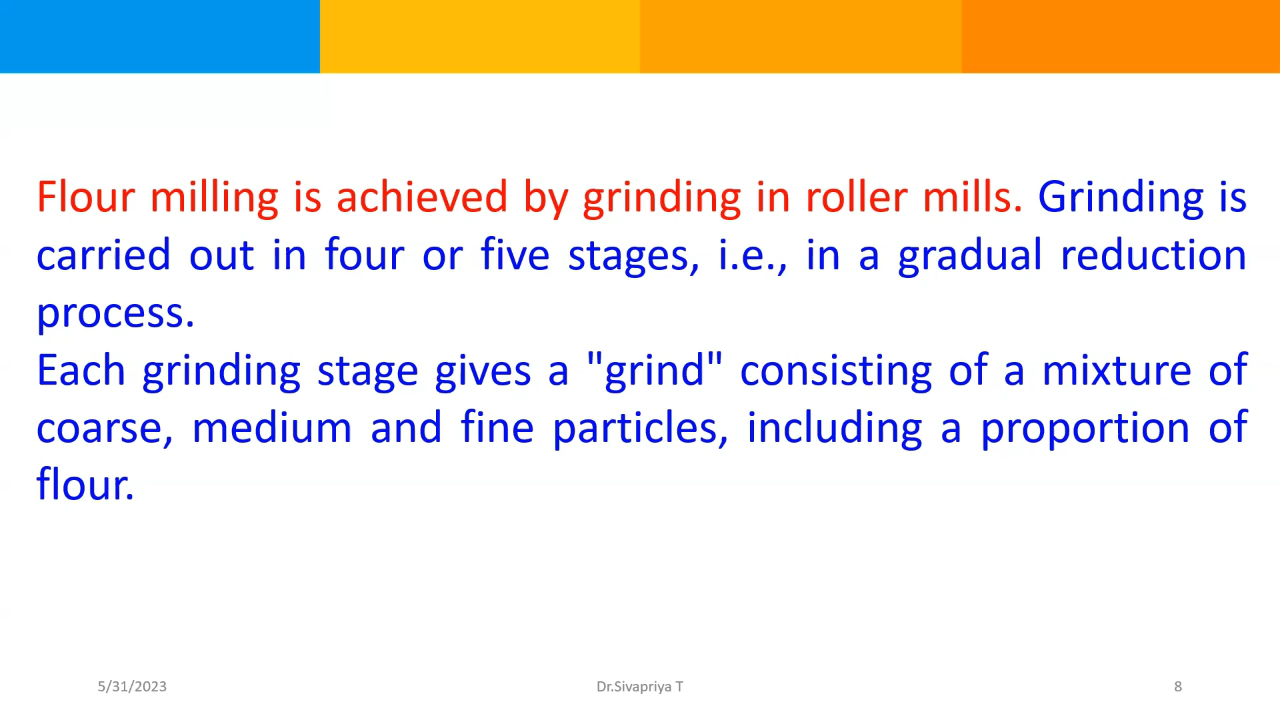 Flour milling is achieved by grinding in roller mills. Grinding is
carried out in four or five stages, i.e., in a gradual reduction
process.
Each grinding stage gives a "grind" consisting of a mixture of
coarse, medium and fine particles, including a proportion of
flour.
5/31/2023
Dr.Sivapriya T
8